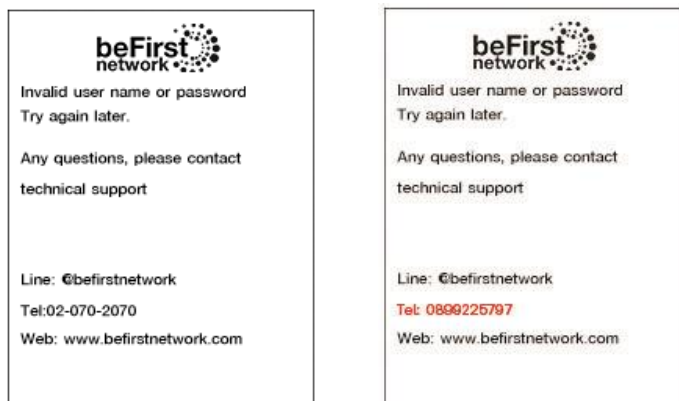 beFirst
network
Invalid user name or password
Try again later.
Any questions, please contact
technical support
Line: @befirstnetwork
Tel:02-070-2070
Web: www.befirstnetwork.com
beFirst
network
Invalid user name or password
Try again later.
Any questions, please contact
technical support
Line: @befirstnetwork
Tel: 0899225797
Web: www.befirstnetwork.com